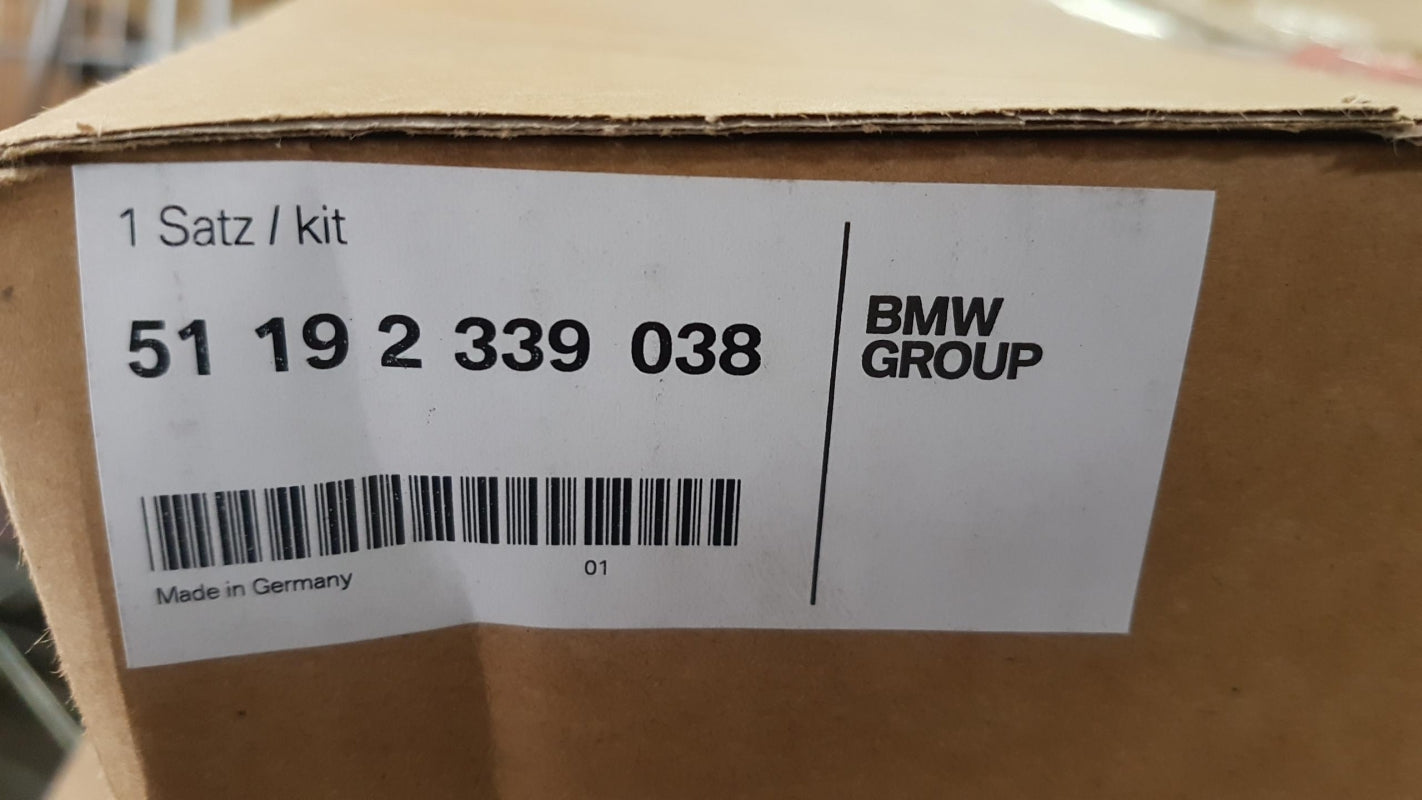 1 Satz / kit
51 19 2 339 038
BMW
GROUP
Made in Germany
01